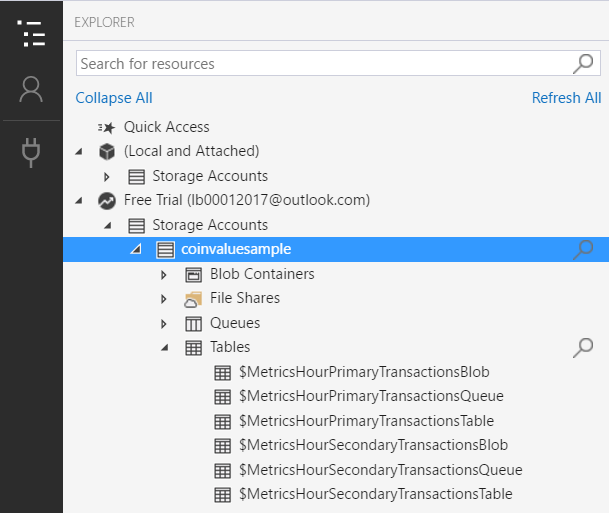 EXPLORER
Search for resources
Collapse All Refresh All
Quick Access
(Local and Attached)
Storage Accounts
Free Trial (lb00012017@outlook.com)
Storage Accounts
coinvaluesample
Blob Containers
File Shares
Queues
Tables
$MetricsHourPrimaryTransactionsBlob
$MetricsHourPrimaryTransactionsQueue
$MetricsHourPrimaryTransactionsTable
$MetricsHourSecondaryTransactionsBlob
$MetricsHourSecondaryTransactionsQueue
$MetricsHourSecondaryTransactionsTable